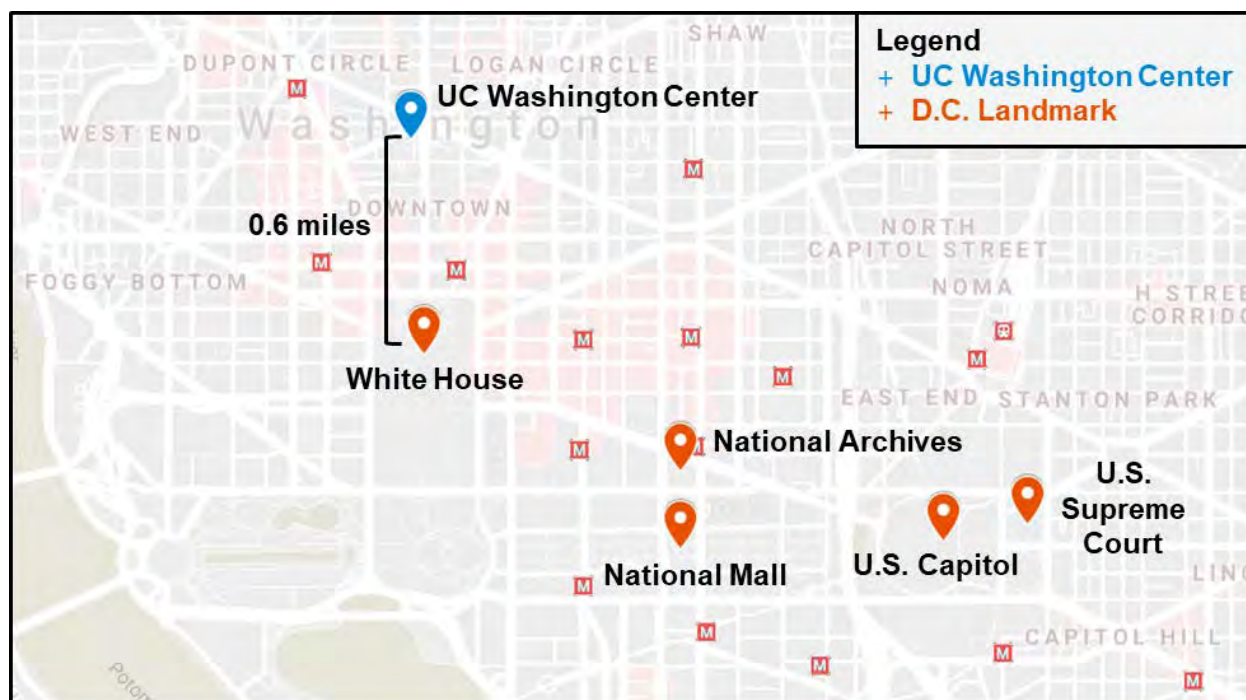 SHAW
Legend
+ UC Washington Center
+ D.C. Landmark
DUPONT CIRCLE
LOGAN CIRCLE
M
UC Washington Center
Washington
WEST END
M
0.6 miles
DOWNTOWN
NORTH
CAPITOL STREET
M
M
FOGGY BOTTOM
NOMA
H STREE
CORRIDO
White House
M
M
M
M
EAST END
STANTON PARK
National Archives
M
M
U.S.
Supreme
Court
U.S. Capitol
National Mall
LINC
M
M
CAPITOL HILL
M
M
M
Potom